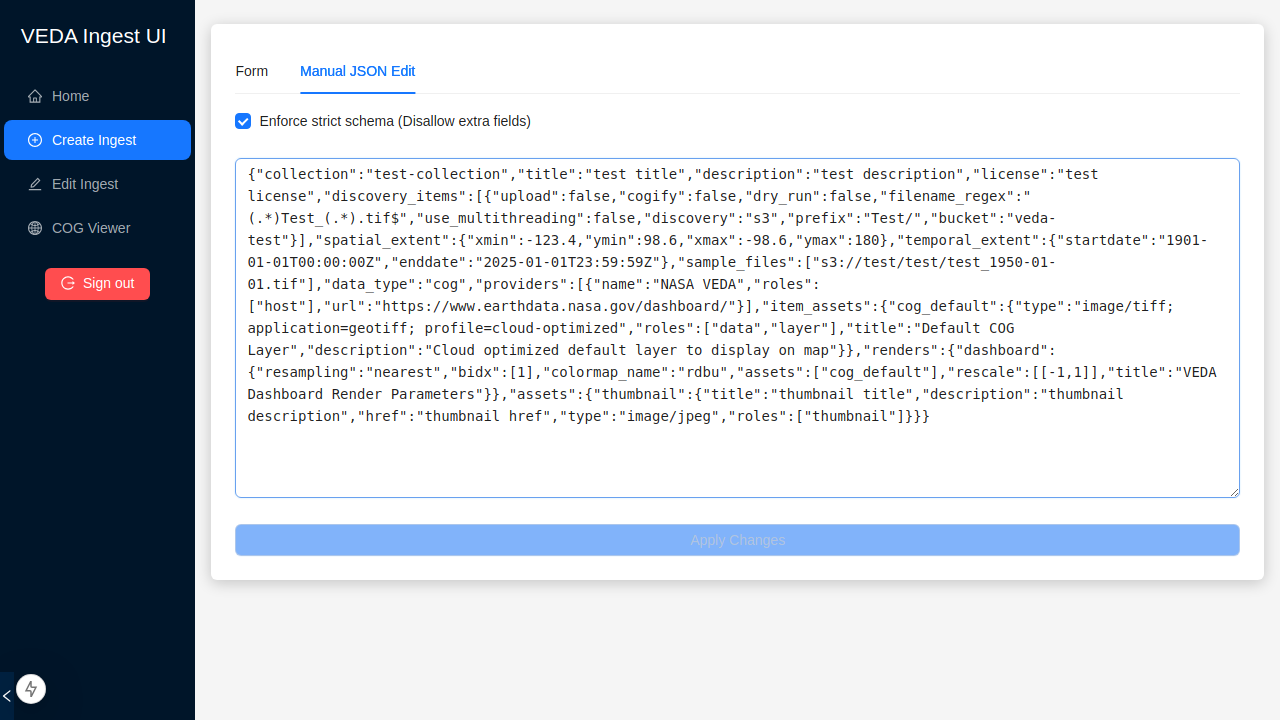 VEDA Ingest UI
Home
Create Ingest
Edit Ingest
COG Viewer
Sign out
Form
Manual JSON Edit
Enforce strict schema (Disallow extra fields)
{"collection":"test-collection","title":"test title","description":"test description","license":"test
license","discovery_items":[{"upload":false,"cogify":false,"dry_run":false,"filename_regex":"
(.*)Test_(.*).tif$","use_multithreading":false,"discovery":"s3","prefix":"Test/","bucket":"veda-
test"}],"spatial_extent":{"xmin":-123.4,"ymin":98.6,"xmax":-98.6,"ymax":180},"temporal_extent":{"startdate":"1901-
01-01T00:00:00Z","enddate":"2025-01-01T23:59:59Z"},"sample_files":["s3://test/test/test_1950-01-
01.tif"],"data_type":"cog","providers":[{"name":"NASA VEDA","roles":
["host"],"url":"https://www.earthdata.nasa.gov/dashboard/"}],"item_assets":{"cog_default":{"type":"image/tiff;
application=geotiff; profile=cloud-optimized","roles":["data","layer"],"title":"Default COG
Layer","description":"Cloud optimized default layer to display on map"}},"renders":{"dashboard":
{"resampling":"nearest","bidx":[1],"colormap_name":"rdbu","assets":["cog_default"],"rescale":[[-1,1]],"title":"VEDA
Dashboard Render Parameters"}},"assets":{"thumbnail":{"title":"thumbnail title","description":"thumbnail
description","href":"thumbnail href","type":"image/jpeg","roles":["thumbnail"]}}}
Apply Changes